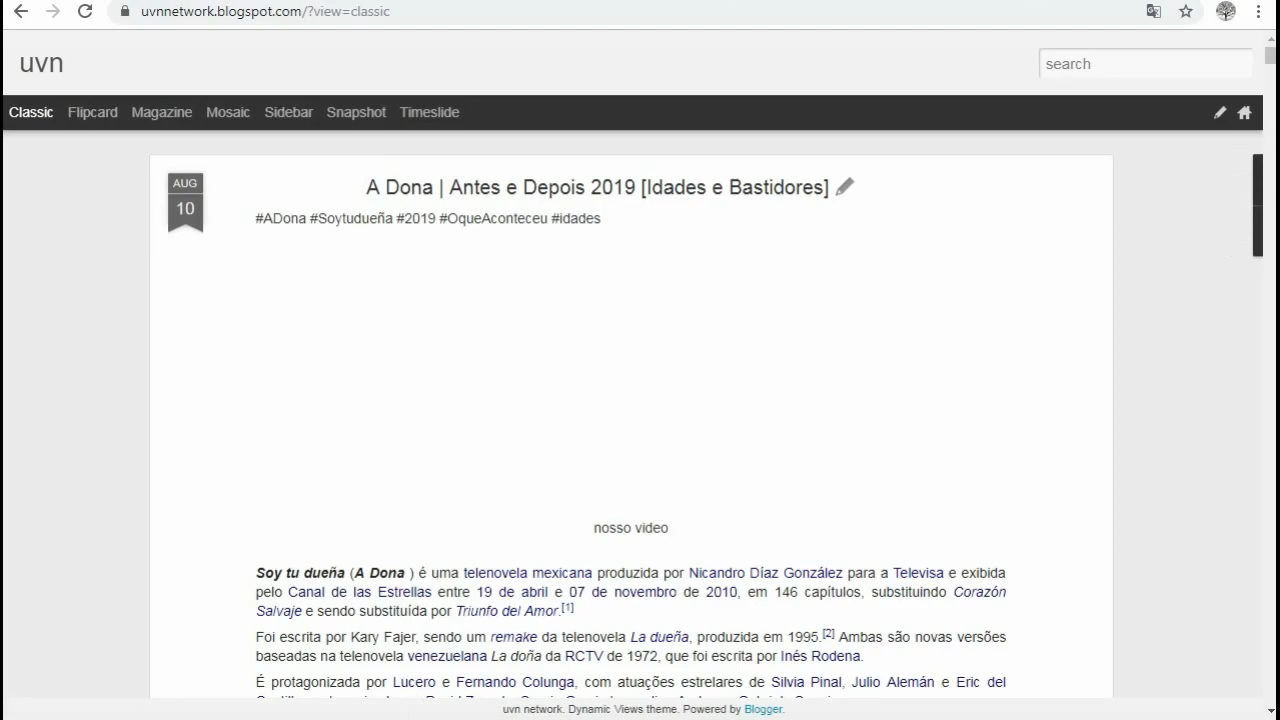 uvnnetwork.blogspot.com/?view=classic
uvn
search
Classic Flipcard Magazine Mosaic Sidebar Snapshot Timeslide
AUG
10
A Dona | Antes e Depois 2019 [Idades e Bastidores]
#ADona #Soytudueña #2019 #OqueAconteceu #idades
nosso video
Soy tu dueña (A Dona ) é uma telenovela mexicana produzida por Nicandro Díaz González para a Televisa e exibida
pelo Canal de las Estrellas entre 19 de abril e 07 de novembro de 2010, em 146 capítulos, substituindo Corazón
Salvaje e sendo substituída por Triunfo del Amor.[1]
Foi escrita por Kary Fajer, sendo um remake da telenovela La dueña, produzida em 1995.[2] Ambas são novas versões
baseadas na telenovela venezuelana La doña da RCTV de 1972, que foi escrita por Inés Rodena.
É protagonizada por Lucero e Fernando Colunga, com atuações estrelares de Silvia Pinal, Julio Alemán e Eric del
uvn network. Dynamic Views theme. Powered by Blogger.